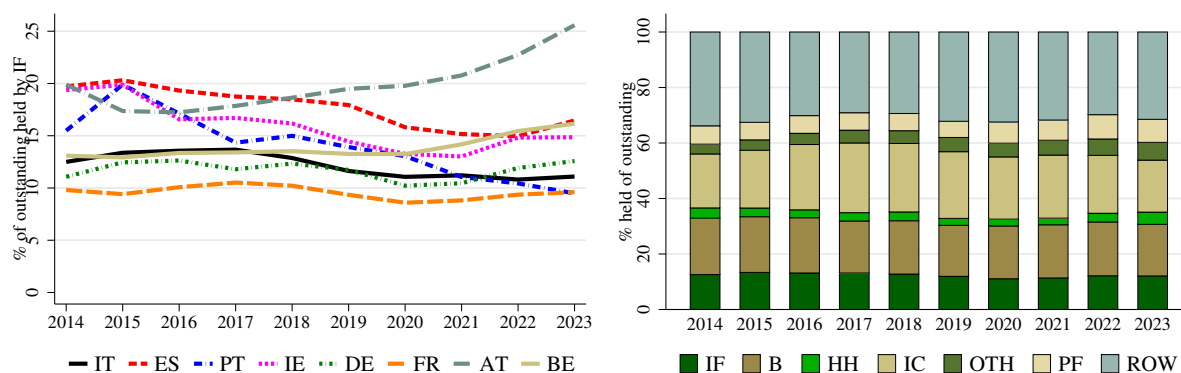 % of outstanding held by IF
25
20
15
10
5
0
2014 2015 2016 2017 2018 2019 2020 2021 2022 2023
IT ES PT IE DE FR AT BE
% held of outstanding
100
80
60
40
20
0
2014 2015 2016 2017 2018 2019 2020 2021 2022 2023
IF B HH IC OTH PF ROW